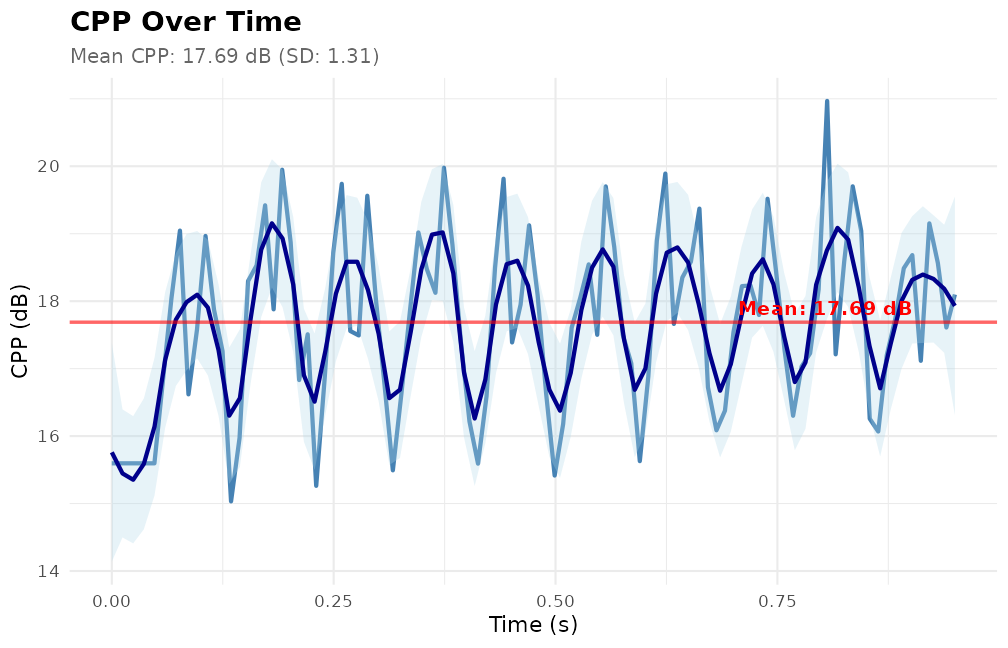 CPP Over Time
Mean CPP: 17.69 dB (SD: 1.31)
CPP (dB)
20
18
16
14
Mean: 17.69 dB
0.00 0.25 0.50 0.75
Time (s)